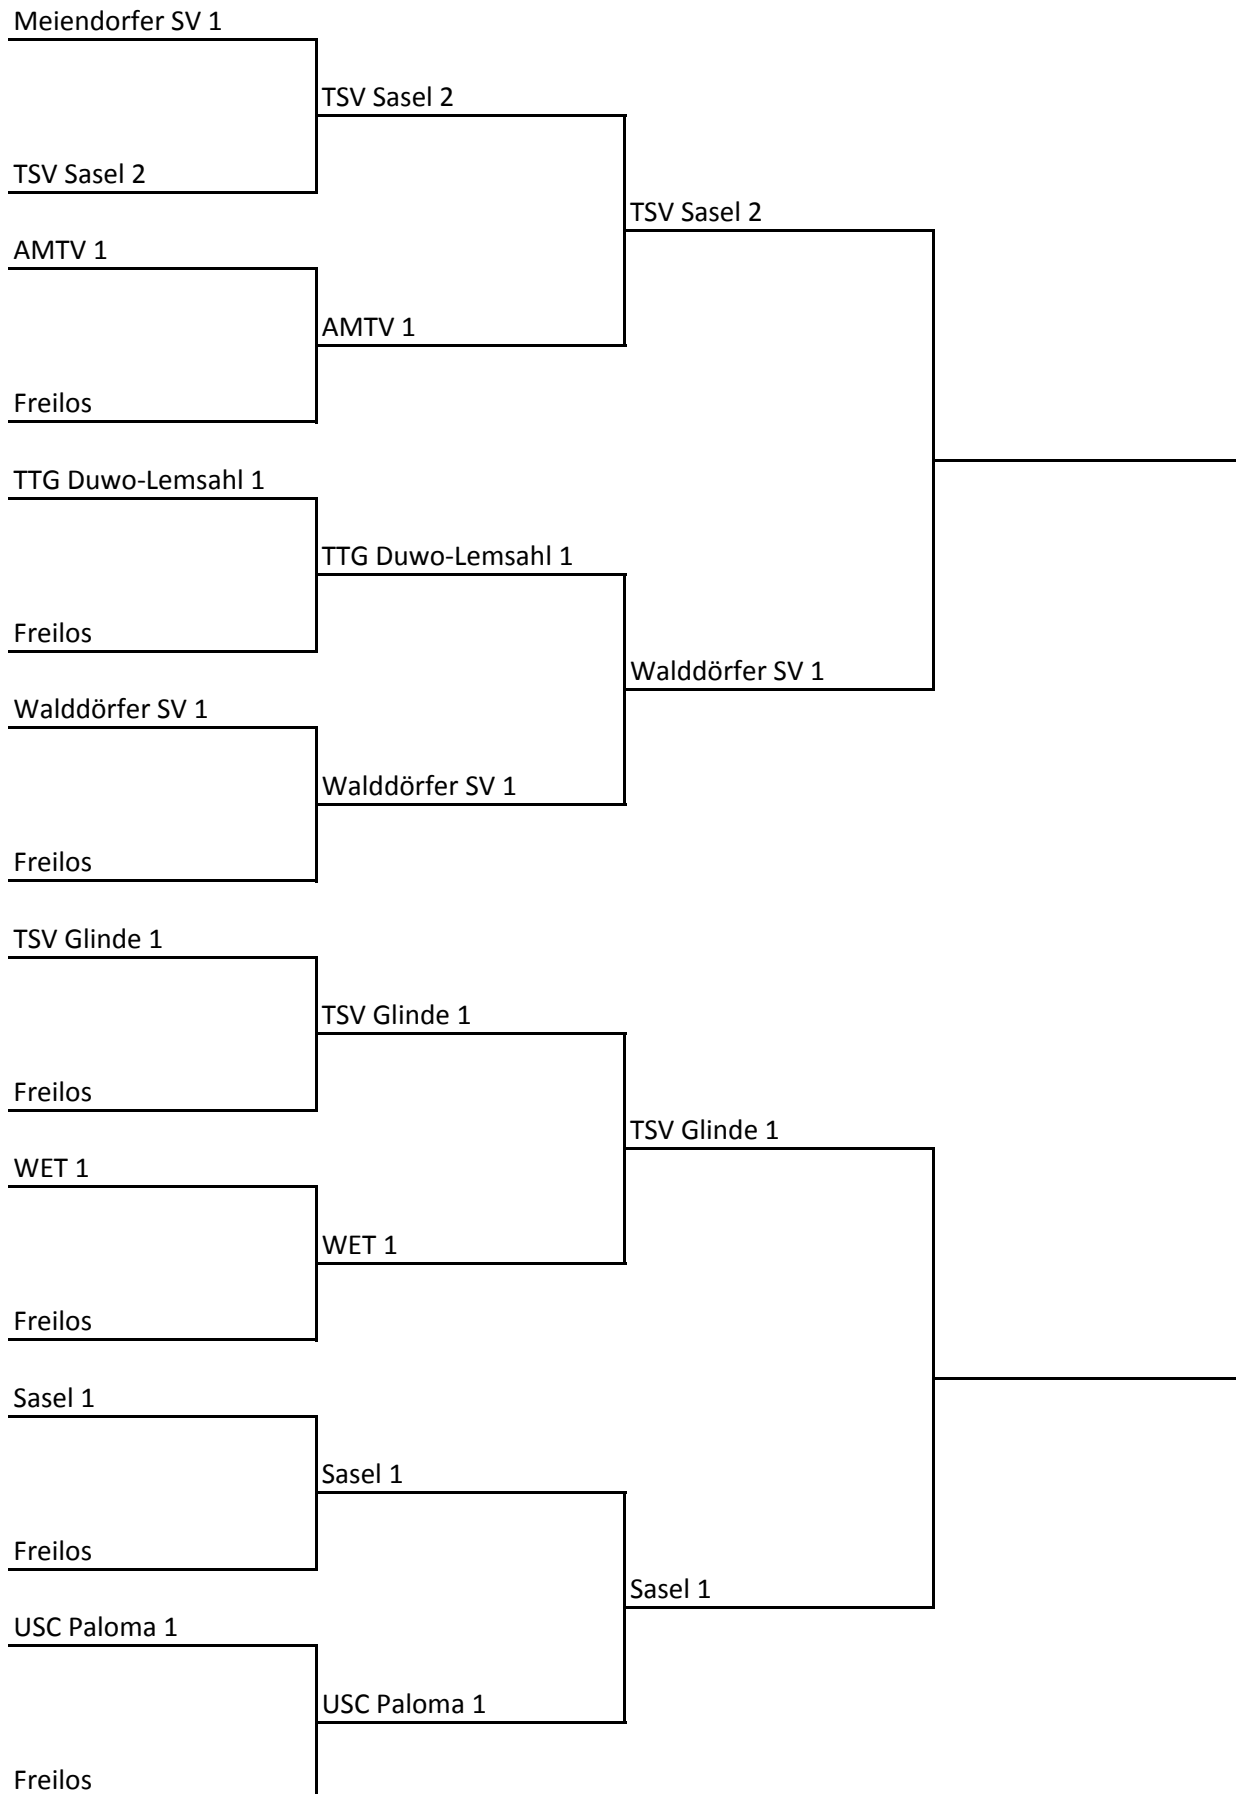 Meiendorfer SV 1
TSV Sasel 2
TSV Sasel 2
TSV Sasel 2
AMTV 1
AMTV 1
Freilos
TTG Duwo-Lemsahl 1
TTG Duwo-Lemsahl 1
Freilos
Walddörfer SV 1
Walddörfer SV 1
Walddörfer SV 1
Freilos
TSV Glinde 1
TSV Glinde 1
Freilos
TSV Glinde 1
WET 1
WET 1
Freilos
Sasel 1
Sasel 1
Freilos
Sasel 1
USC Paloma 1
USC Paloma 1
Freilos